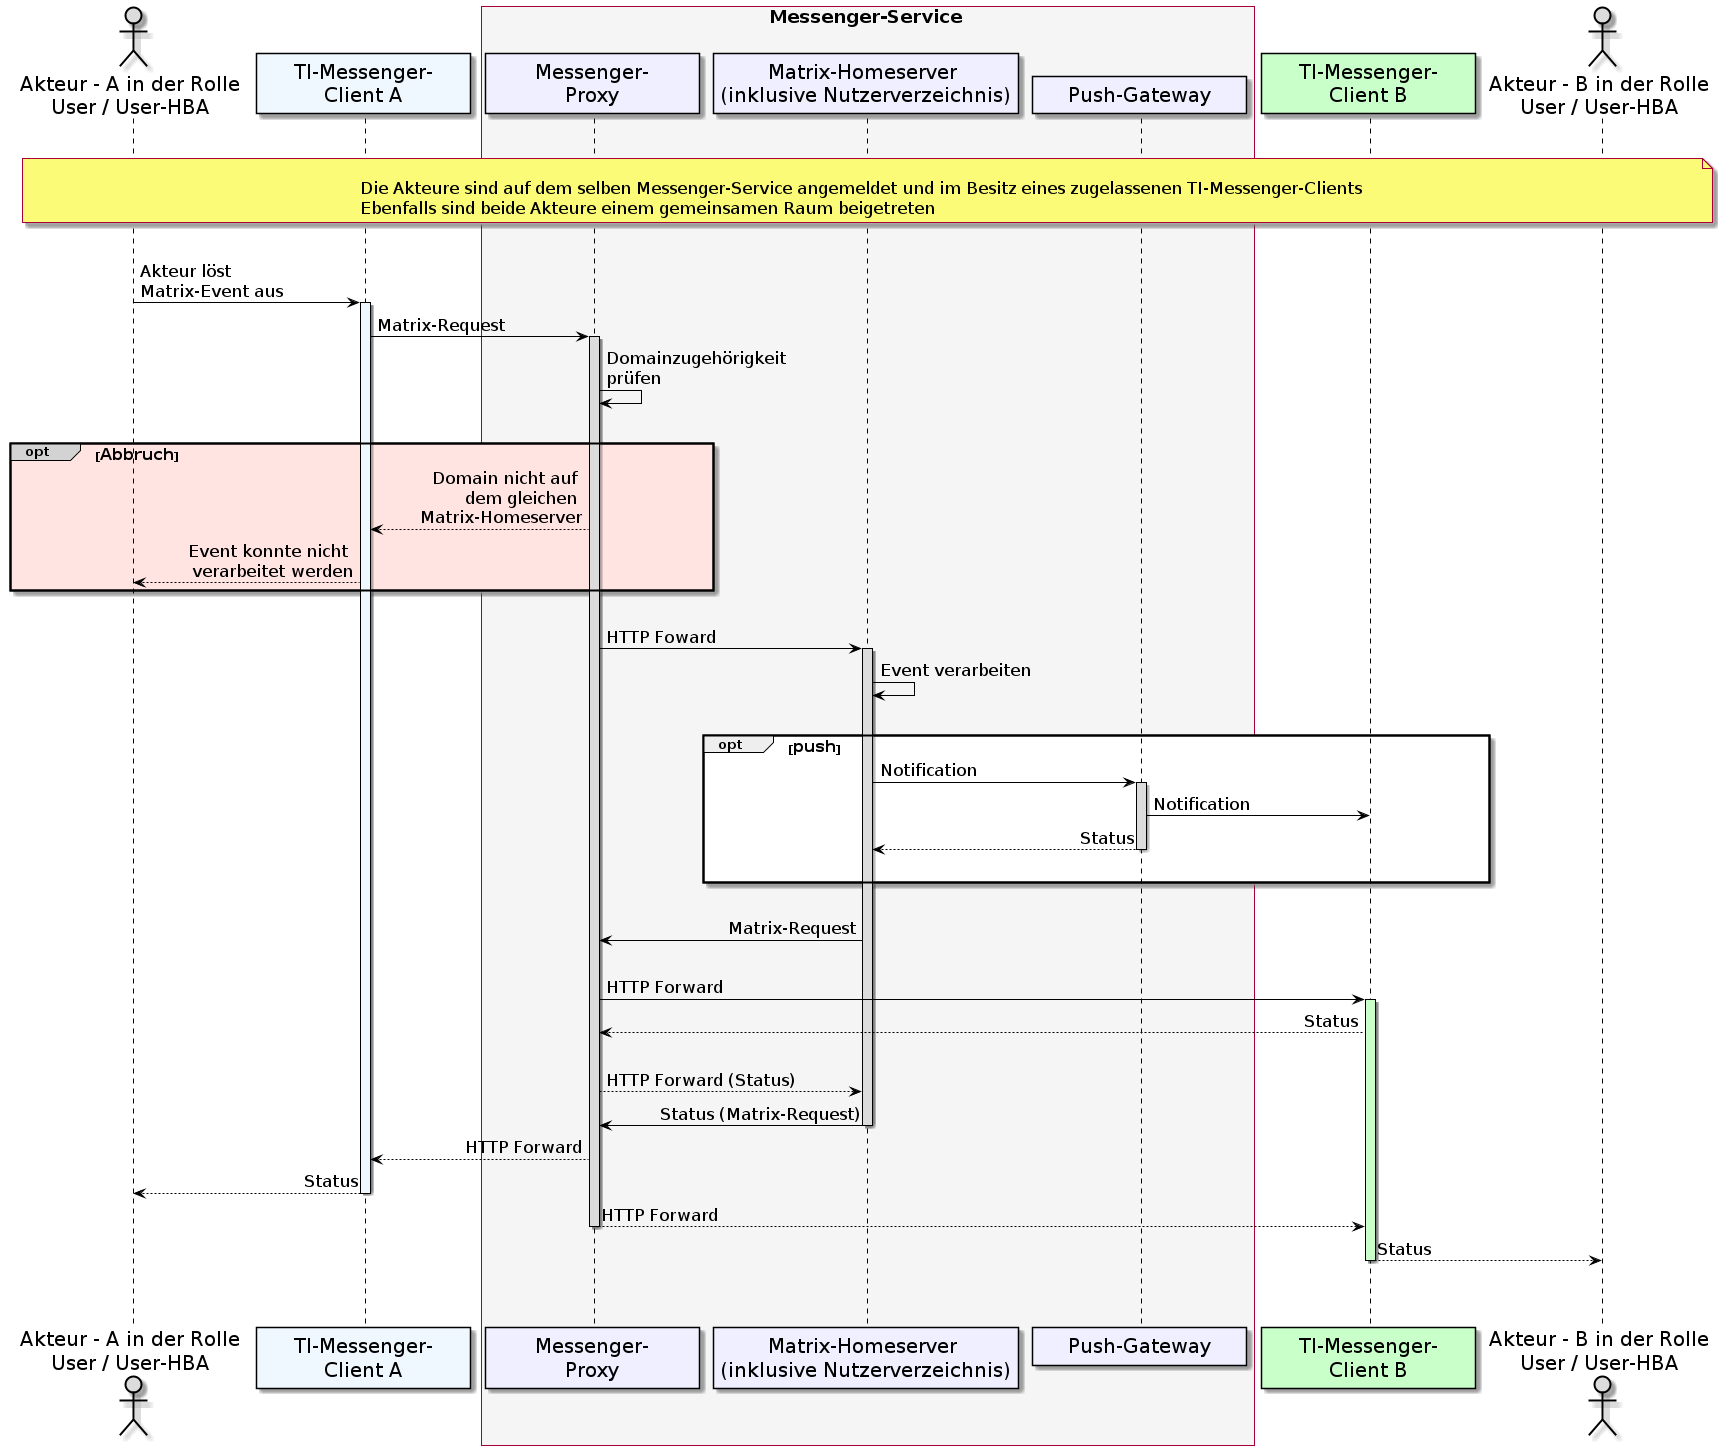 Messenger-Service
Akteur - A in der Rolle
User / User-HBA
TI-Messenger-
Client A
Messenger-
Proxy
Matrix-Homeserver
(inklusive Nutzerverzeichnis)
Push-Gateway
TI-Messenger-
Client B
Akteur - B in der Rolle
User / User-HBA
Die Akteure sind auf dem selben Messenger-Service angemeldet und im Besitz eines zugelassenen TI-Messenger-Clients
Ebenfalls sind beide Akteure einem gemeinsamen Raum beigetreten
Akteur löst
Matrix-Event aus
Matrix-Request
Domainzugehörigkeit
prüfen
opt [Abbruch]
Domain nicht auf
dem gleichen
Matrix-Homeserver
Event konnte nicht
verarbeitet werden
HTTP Foward
Event verarbeiten
opt [push]
Notification
Notification
Status
Matrix-Request
HTTP Forward
Status
HTTP Forward (Status)
Status (Matrix-Request)
HTTP Forward
Status
HTTP Forward
Status
Akteur - A in der Rolle
User / User-HBA
TI-Messenger-
Client A
Messenger-
Proxy
Matrix-Homeserver
(inklusive Nutzerverzeichnis)
Push-Gateway
TI-Messenger-
Client B
Akteur - B in der Rolle
User / User-HBA